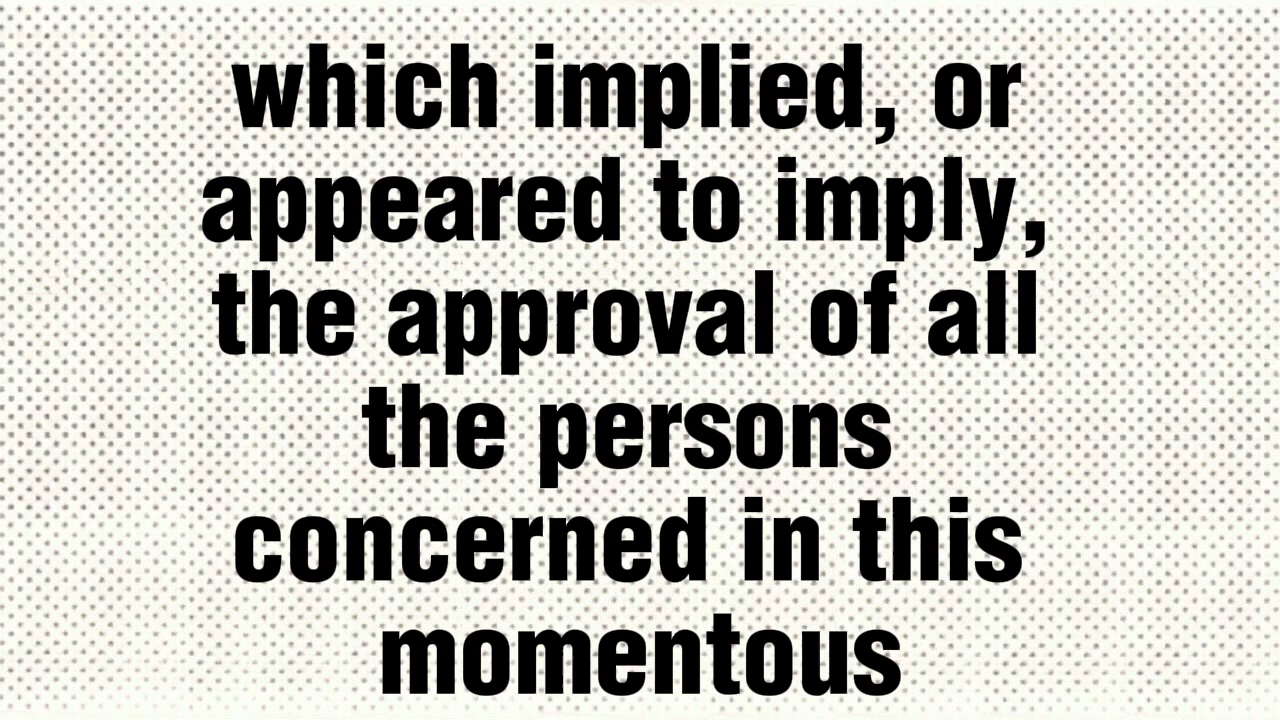 which implied, or
appeared to imply,
the approval of all
the persons
concerned in this
momentous